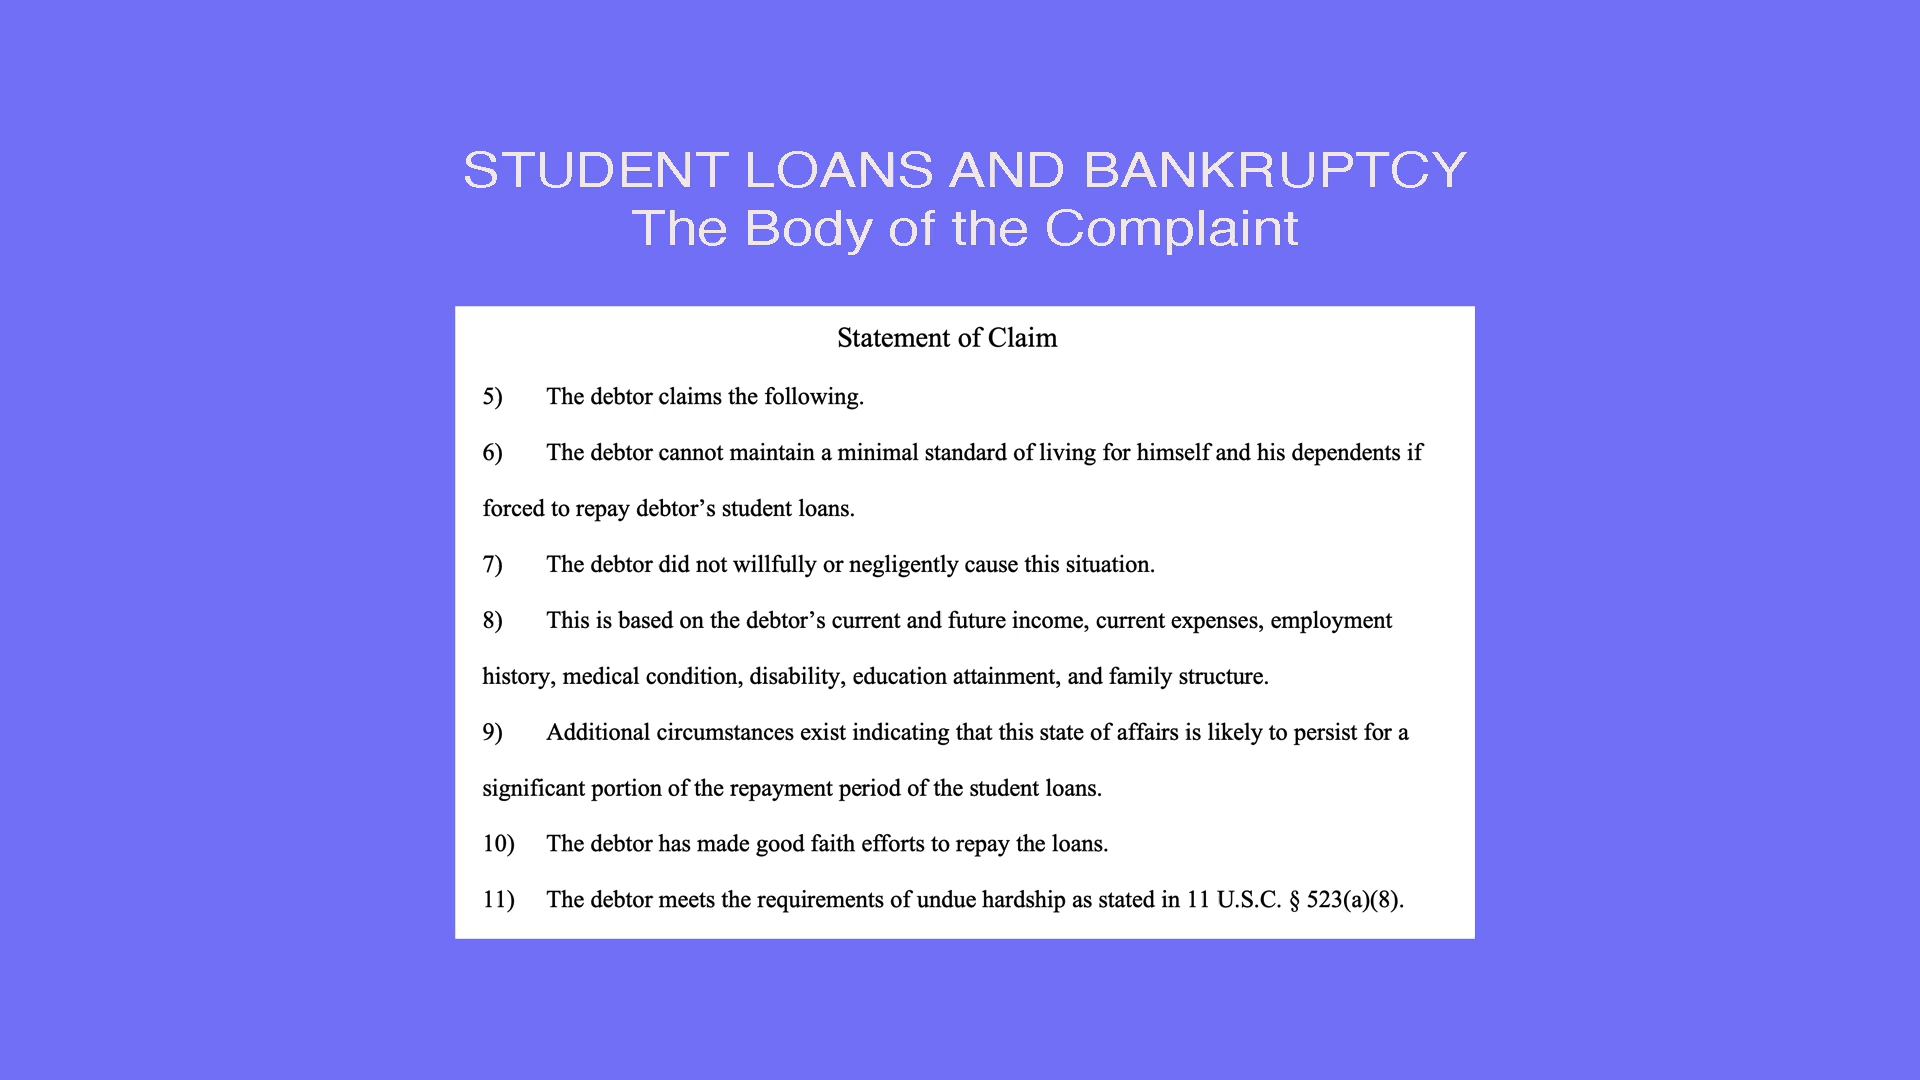 STUDENT LOANS AND BANKRUPTCY
The Body of the Complaint
Statement of Claim
5) The debtor claims the following.
6) The debtor cannot maintain a minimal standard of living for himself and his dependents if
forced to repay debtor’s student loans.
7) The debtor did not willfully or negligently cause this situation.
8) This is based on the debtor’s current and future income, current expenses, employment
history, medical condition, disability, education attainment, and family structure.
9) Additional circumstances exist indicating that this state of affairs is likely to persist for a
significant portion of the repayment period of the student loans.
10) The debtor has made good faith efforts to repay the loans.
11) The debtor meets the requirements of undue hardship as stated in 11 U.S.C. § 523(a)(8).